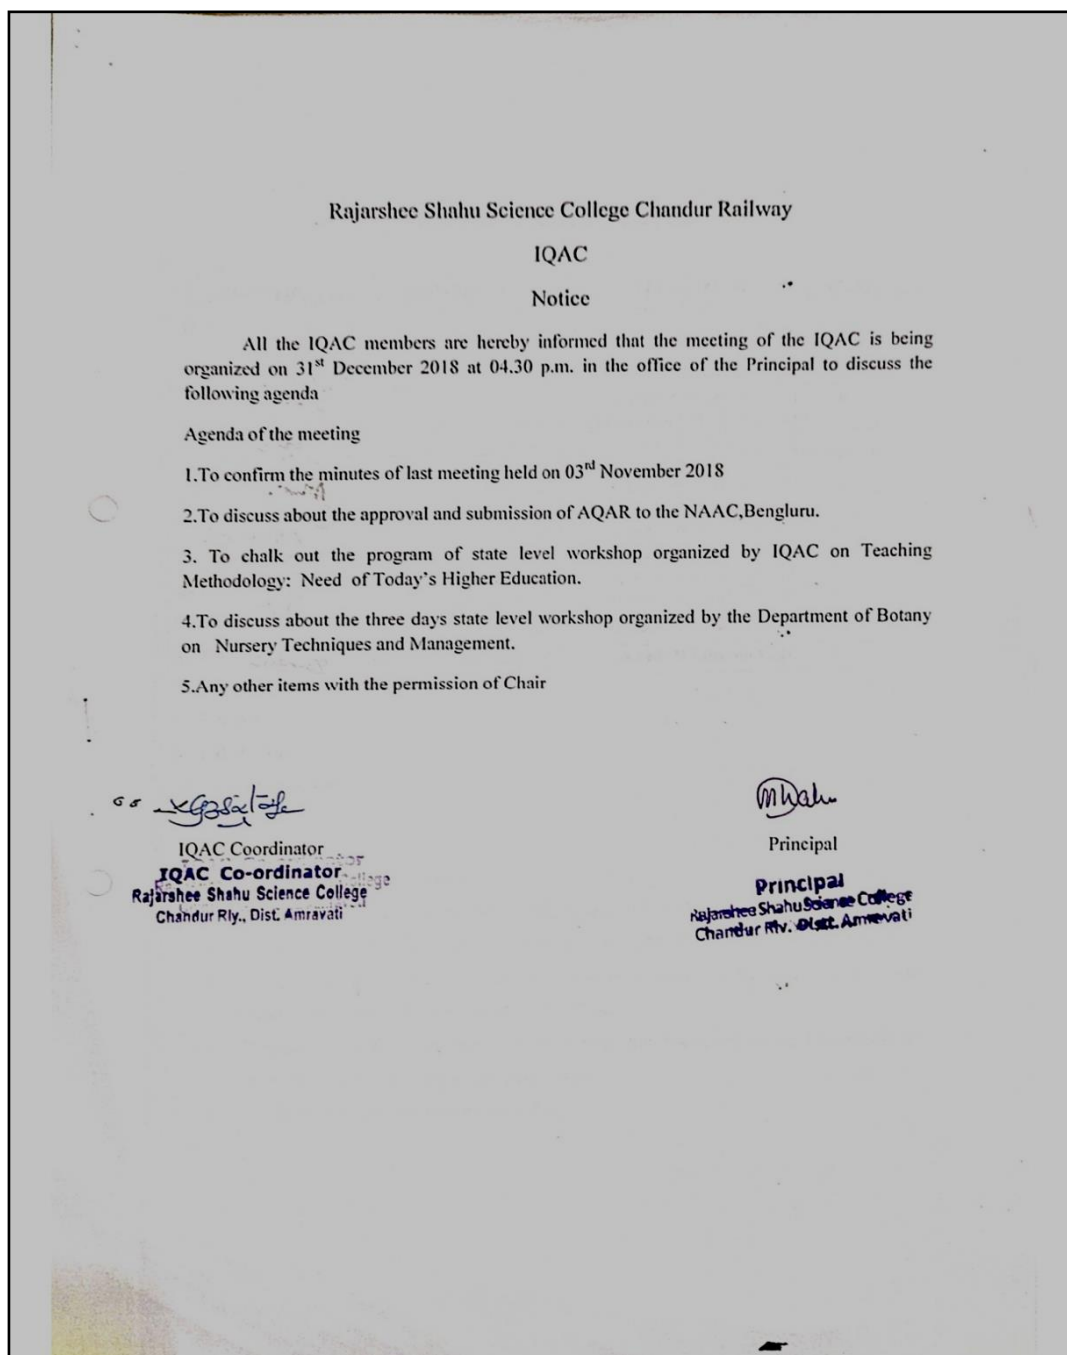 Rajarshee Shahu Science College Chandur Railway
IQAC
Notice
All the IQAC members are hereby informed that the meeting of the IQAC is being
organized on 31st December 2018 at 04.30 p.m. in the office of the Principal to discuss the
following agenda
Agenda of the meeting
1.To confirm the minutes of last meeting held on 03rd November 2018
2.To discuss about the approval and submission of AQAR to the NAAC,Bengluru.
3. To chalk out the program of state level workshop organized by IQAC on Teaching
Methodology: Need of Today's Higher Education.
4.To discuss about the three days state level workshop organized by the Department of Botany
on Nursery Techniques and Management.
5.Any other items with the permission of Chair
IQAC Coordinator
IQAC Co-ordinator
Rajarshee Shahu Science College
Chandur Rly., Dist. Amravati
Principal
Principal
Rajarshee Shahu Science College
Chandur Rly. Distt. Amravati